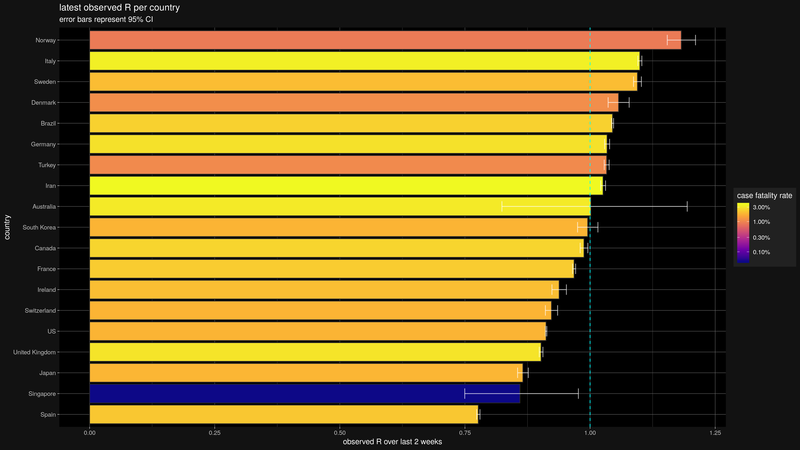 latest observed R per country
error bars represent 95% CI
country
Norway
Italy
Sweden
Denmark
Brazil
Germany
Turkey
Iran
Australia
South Korea
Canada
France
Ireland
Switzerland
US
United Kingdom
Japan
Singapore
Spain
0.00
0.25
0.50
0.75
1.00
1.25
observed R over last 2 weeks
case fatality rate
3.00%
1.00%
0.30%
0.10%